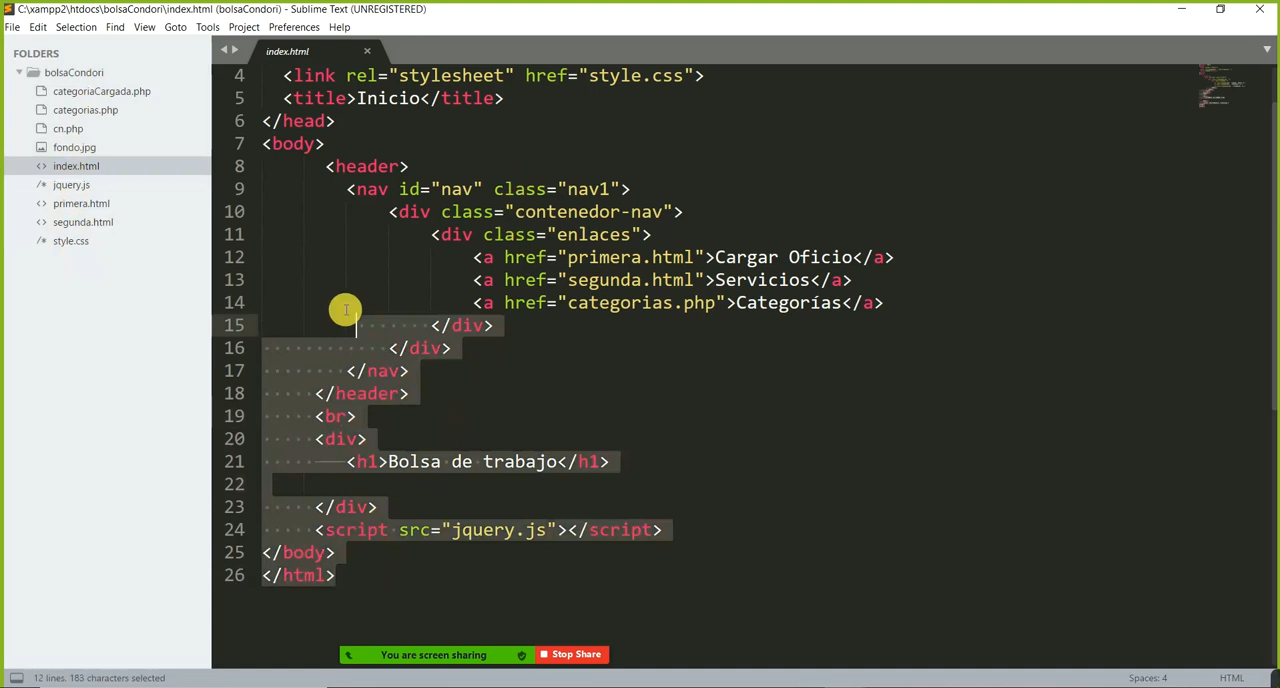 C:\xampp2\htdocs\bolsaCondori\index.html (bolsaCondori) - Sublime Text (UNREGISTERED)
File Edit Selection Find View Goto Tools Project Preferences Help
FOLDERS
bolsaCondori
categoriaCargada.php
categorias.php
cn.php
fondo.jpg
index.html
jquery.js
primera.html
segunda.html
style.css
index.html
4 <link rel="stylesheet" href="style.css">
5 <title>Inicio</title>
6 </head>
7 <body>
8 <header>
9 <nav id="nav" class="nav1">
10 <div class="contenedor-nav">
11 <div class="enlaces">
12 <a href="primera.html">Cargar Oficio</a>
13 <a href="segunda.html">Servicios</a>
14 <a href="categorias.php">Categorías</a>
15 </div>
16 </div>
17 </nav>
18 </header>
19 <br>
20 <div>
21 <h1>Bolsa de trabajo</h1>
22
23 </div>
24 <script src="jquery.js"></script>
25 </body>
26 </html>
You are screen sharing Stop Share
12 lines, 183 characters selected Spaces: 4 HTML